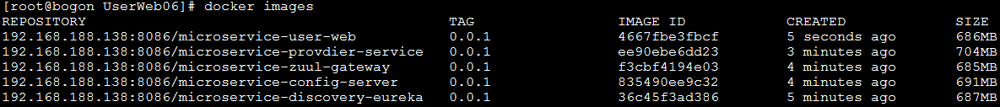 [root@bogon UserWeb06]# docker images
REPOSITORY TAG IMAGE ID CREATED SIZE
192.168.188.138:8086/microservice-user-web 0.0.1 4667fbe3fbcf 5 seconds ago 686MB
192.168.188.138:8086/microservice-provdier-service 0.0.1 ee90ebe6dd23 3 minutes ago 704MB
192.168.188.138:8086/microservice-zuul-gateway 0.0.1 f3cbf4194e03 4 minutes ago 685MB
192.168.188.138:8086/microservice-config-server 0.0.1 835490ee9c32 4 minutes ago 691MB
192.168.188.138:8086/microservice-discovery-eureka 0.0.1 36c45f3ad386 5 minutes ago 687MB